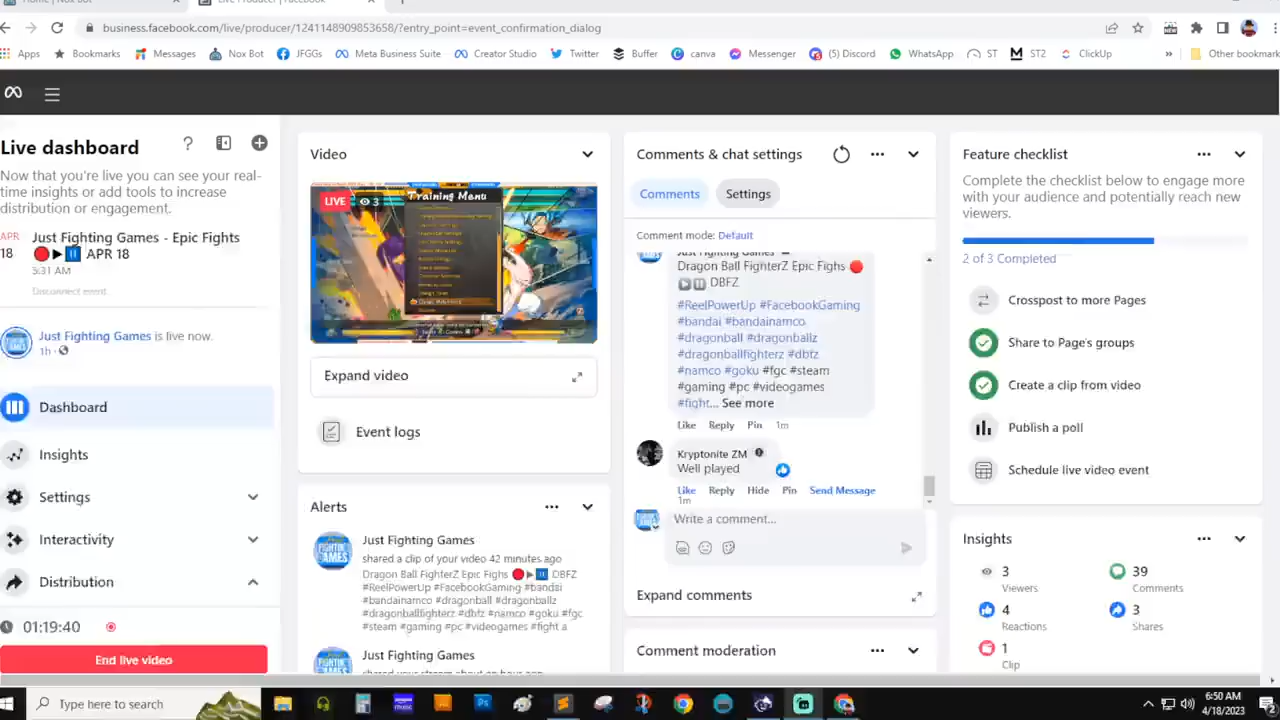 business.facebook.com/live/producer/1241148909853658/?entry_point=event_confirmation_dialog
Apps Bookmarks Messages Nox Bot JFGGs Meta Business Suite Creator Studio Twitter Buffer canva Messenger (5) Discord WhatsApp ST ST2 ClickUp » Other bookmark
Live dashboard
Now that you're live you can see your real-
time insights or add tools to increase
distribution or engagement.
APR
18
Just Fighting Games - Epic Fights
APR 18
5:31 AM
Disconnect event.
Just Fighting Games is live now.
1h
Dashboard
Insights
Settings
Interactivity
Distribution
01:19:40
End live video
Video
LIVE 3
Training Menu
Expand video
Event logs
Alerts
Just Fighting Games
shared a clip of your video 42 minutes ago
Dragon Ball FighterZ Epic Fighs DBFZ
#ReelPowerUp #FacebookGaming #bandai
#bandainamco #dragonball #dragonballz
#dragonballfighterz #dbfz #namco #goku #fgc
#steam #gaming #pc #videogames #fight a
Just Fighting Games
Comments & chat settings
Comments Settings
Comment mode: Default
Just Fighting Games
Dragon Ball FighterZ Epic Fighs
DBFZ
#ReelPowerUp #FacebookGaming
#bandai #bandainamco
#dragonball #dragonballz
#dragonballfighterz #dbfz
#namco #goku #fgc #steam
#gaming #pc #videogames
#fight... See more
Like Reply Pin 1m
Kryptonite ZM
Well played
Like Reply Hide Pin Send Message
1m
Write a comment...
Expand comments
Comment moderation
Feature checklist
Complete the checklist below to engage more
with your audience and potentially reach new
viewers.
2 of 3 Completed
Crosspost to more Pages
Share to Page's groups
Create a clip from video
Publish a poll
Schedule live video event
Insights
3
Viewers
39
Comments
4
Reactions
3
Shares
1
Clip
Type here to search
6:50 AM
4/18/2023